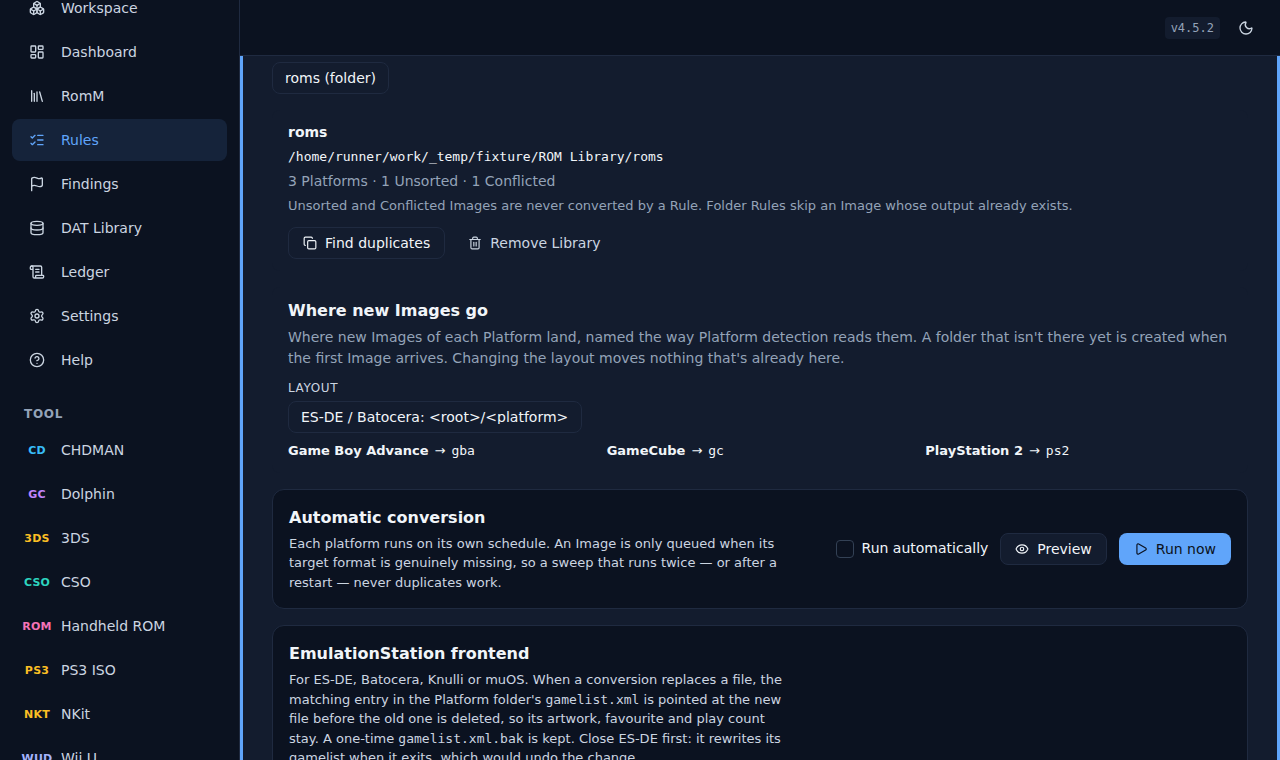 Workspace
Dashboard
RomM
Rules
Findings
DAT Library
Ledger
Settings
Help
TOOL
CD CHDMAN
GC Dolphin
3DS 3DS
CSO CSO
ROM Handheld ROM
PS3 PS3 ISO
NKT NKit
WUD Wii U
v4.5.2
roms (folder)
roms
/home/runner/work/_temp/fixture/ROM Library/roms
3 Platforms · 1 Unsorted · 1 Conflicted
Unsorted and Conflicted Images are never converted by a Rule. Folder Rules skip an Image whose output already exists.
Find duplicates
Remove Library
Where new Images go
Where new Images of each Platform land, named the way Platform detection reads them. A folder that isn't there yet is created when
the first Image arrives. Changing the layout moves nothing that's already here.
LAYOUT
ES-DE / Batocera: <root>/<platform>
Game Boy Advance → gba
GameCube → gc
PlayStation 2 → ps2
Automatic conversion
Each platform runs on its own schedule. An Image is only queued when its
target format is genuinely missing, so a sweep that runs twice — or after a
restart — never duplicates work.
Run automatically
Preview
Run now
EmulationStation frontend
For ES-DE, Batocera, Knulli or muOS. When a conversion replaces a file, the
matching entry in the Platform folder's gamelist.xml is pointed at the new
file before the old one is deleted, so its artwork, favourite and play count
stay. A one-time gamelist.xml.bak is kept. Close ES-DE first: it rewrites its
gamelist when it exits, which would undo the change.